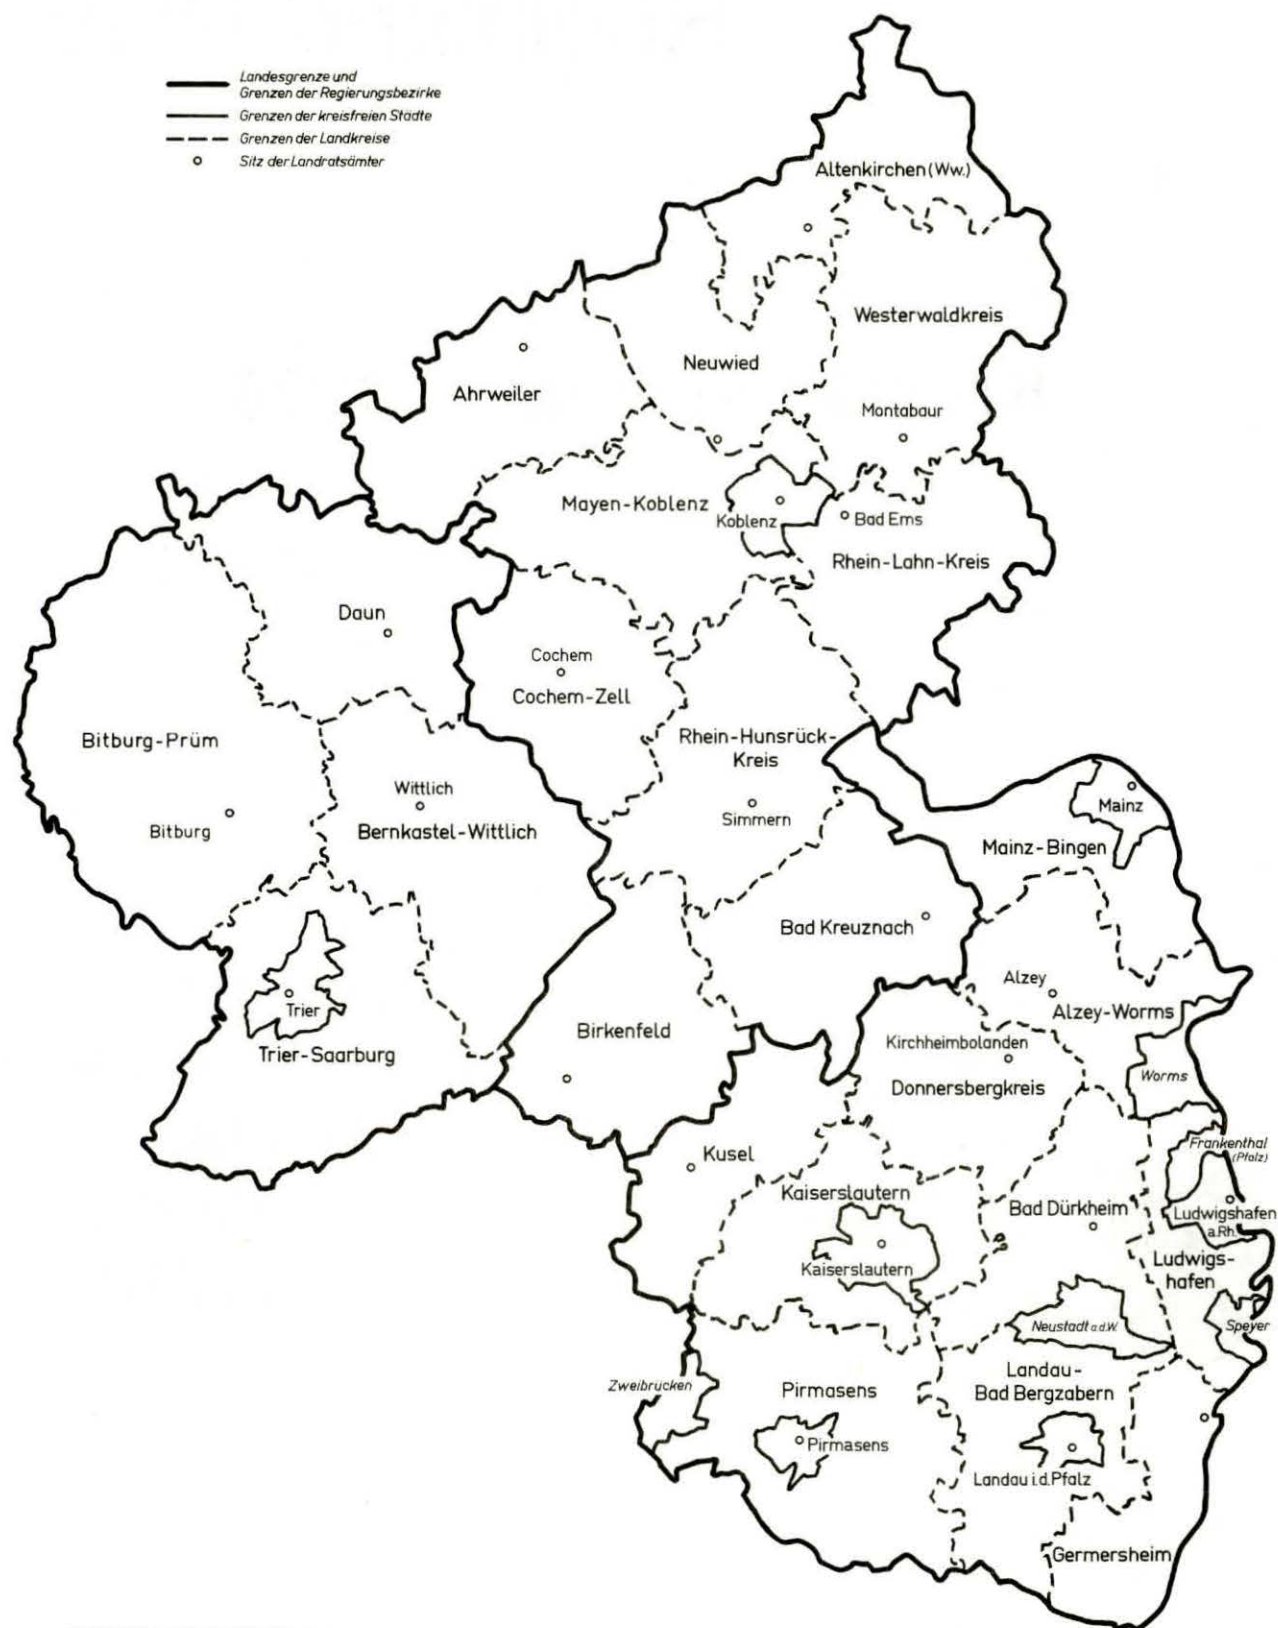 Landesgrenze und
Grenzen der Regierungsbezirke
Grenzen der kreisfreien Städte
Grenzen der Landkreise
Sitz der Landratsämter
Altenkirchen (Ww.)
Westerwaldkreis
Neuwied
Ahrweiler
Montabaur
Mayen-Koblenz
Koblenz
Bad Ems
Rhein-Lahn-Kreis
Daun
Cochem
Cochem-Zell
Bitburg-Prüm
Rhein-Hunsrück-
Kreis
Wittlich
Bitburg
Bernkastel-Wittlich
Simmern
Mainz
Mainz-Bingen
Bad Kreuznach
Alzey
Alzey-Worms
Trier
Trier-Saarburg
Birkenfeld
Kirchheimbolanden
Donnersbergkreis
Worms
Kusel
Frankenthal
(Pfalz)
Kaiserslautern
Bad Dürkheim
Ludwigshafen
a.Rh.
Kaiserslautern
Ludwigs-
hafen
Neustadt a.d.W.
Speyer
Zweibrücken
Pirmasens
Landau-
Bad Bergzabern
Pirmasens
Landau i.d.Pfalz
Germersheim